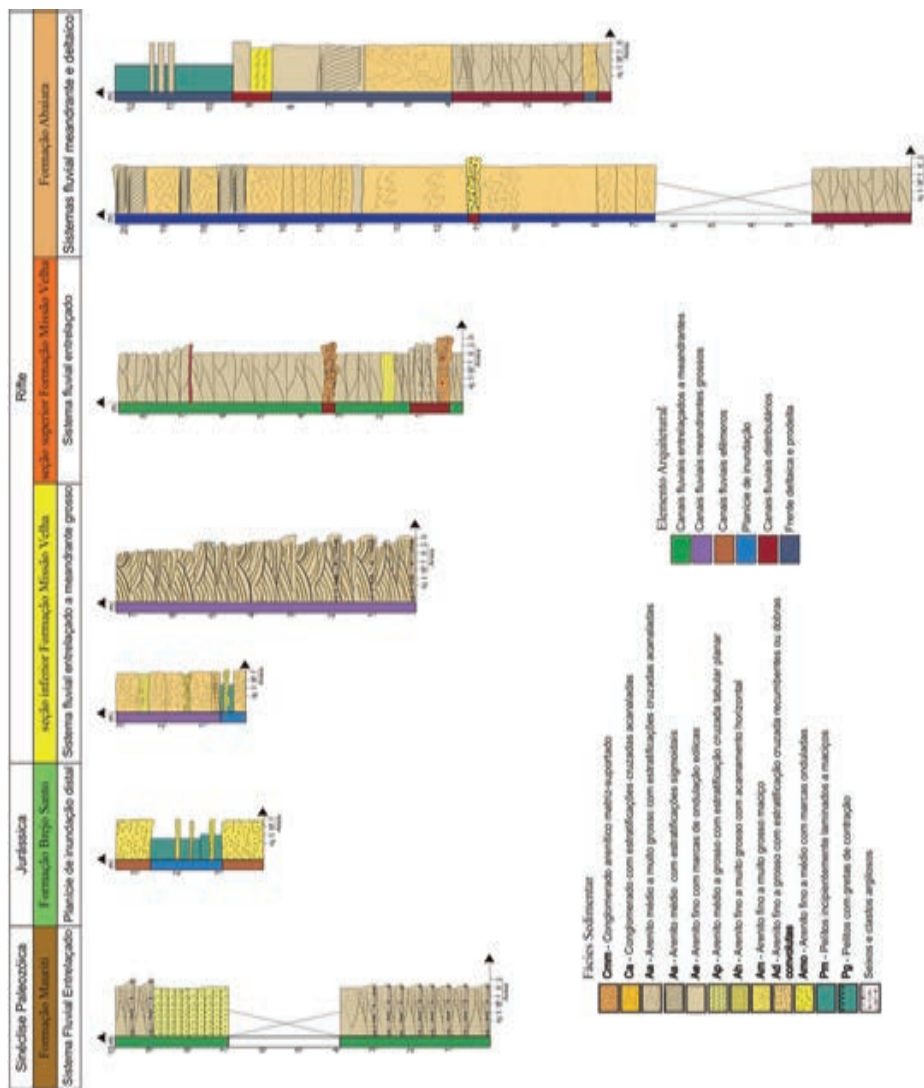 Sinéclise Paleozóica
Jurássica
Rifte
Formação Mauriti
Formação Brejo Santo
seção inferior Formação Missão Velha
seção superior Formação Missão Velha
Formação Abaiara
Sistema Fluvial Entrelaçado
Planície de inundação distal
Sistema fluvial entrelaçado a meandrante grosso
Sistema fluvial entrelaçado
Sistemas fluvial meandrante e deltaico
Fácies Sedimentar
Cmm - Conglomerado arenítico matriz-suportado
Ca - Conglomerado com estratificações cruzadas acanaladas
Aa - Arenito médio a muito grosso com estratificações cruzadas acanaladas
As - Arenito médio com estratificações sigmoidais
Ae - Arenito fino com marcas de ondulação eólicas
Ap - Arenito médio a grosso com estratificação cruzada tabular planar
Ah - Arenito fino a muito grosso com acamamento horizontal
Am - Arenito fino a muito grosso maciço
Ad - Arenito fino a grosso com estratificação cruzada recumbentes ou dobras
convolutas
Amo - Arenito fino a médio com marcas onduladas
Pm - Pelitos incipientemente laminados a maciços
Pg - Pelitos com gretas de contração
Seixos e clastos argilosos
Elemento Arquitetural
Canais fluviais entrelaçados a meandrantes
Canais fluviais meandrantes grossos
Canais fluviais efêmeros
Planície de inundação
Canais fluviais distributários
Frente deltaica e prodelta